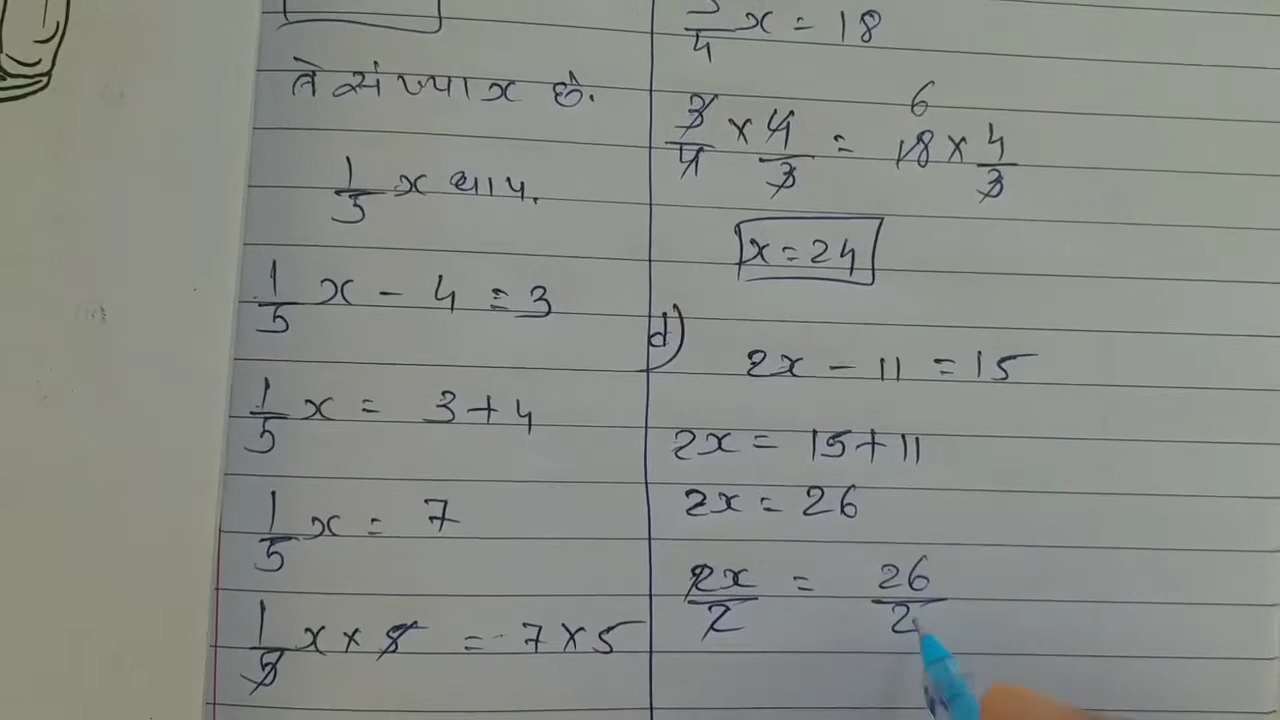 તે સંખ્યા x છે.
1/5 x થાય.
1/5 x - 4 = 3
1/5 x = 3+4
1/5 x = 7
1/5 x × 5 = 7 × 5
3/4 x = 18
3/4 × 4/3 = 18 × 4/3
6
x = 24
d)
2x - 11 = 15
2x = 15+11
2x = 26
2x/2 = 26/2